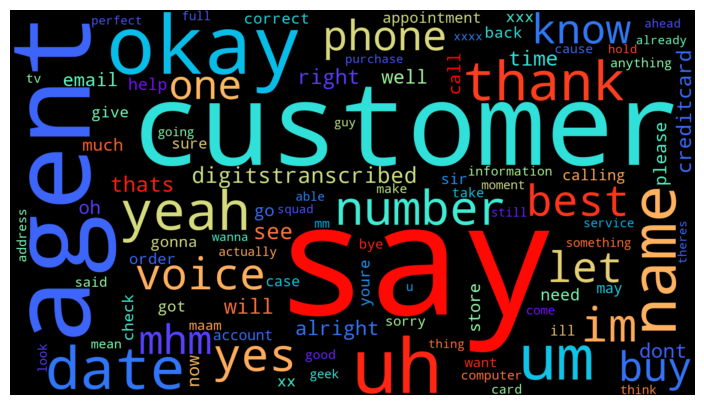 perfect
full
correct
appointment
xxx
know
ahead
agent
okay
phone
xxxx
back
cause
hold
already
tv
email
help
one
right
well
purchase
call
time
thank
anything
creditcard
give
customer
please
much
going
sure
guy
digitstranscribed
information
moment
calling
thats
able
make
sir
take
best
name
oh
yeah
go
squad
number
still
service
address
gonna
see
wanna
mm
say
bye
something
theres
voice
actually
let
order
case
youre
u
said
got
will
store
need
may
im
check
mhm
maam
account
alright
sorry
come
ill
dont
look
date
mean
now
yes
good
thing
uh
want
um
buy
xx
geek
computer
card
think